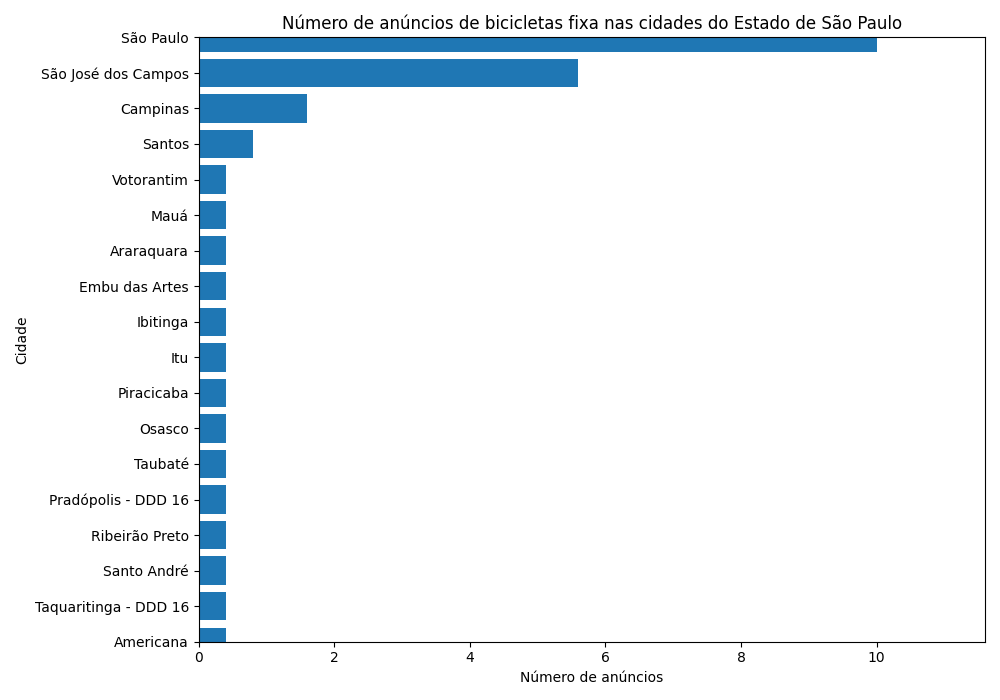 Número de anúncios de bicicletas fixa nas cidades do Estado de São Paulo
São Paulo
São José dos Campos
Campinas
Santos
Votorantim
Mauá
Araraquara
Embu das Artes
Ibitinga
Itu
Piracicaba
Osasco
Taubaté
Pradópolis - DDD 16
Ribeirão Preto
Santo André
Taquaritinga - DDD 16
Americana
Cidade
0 2 4 6 8 10
Número de anúncios